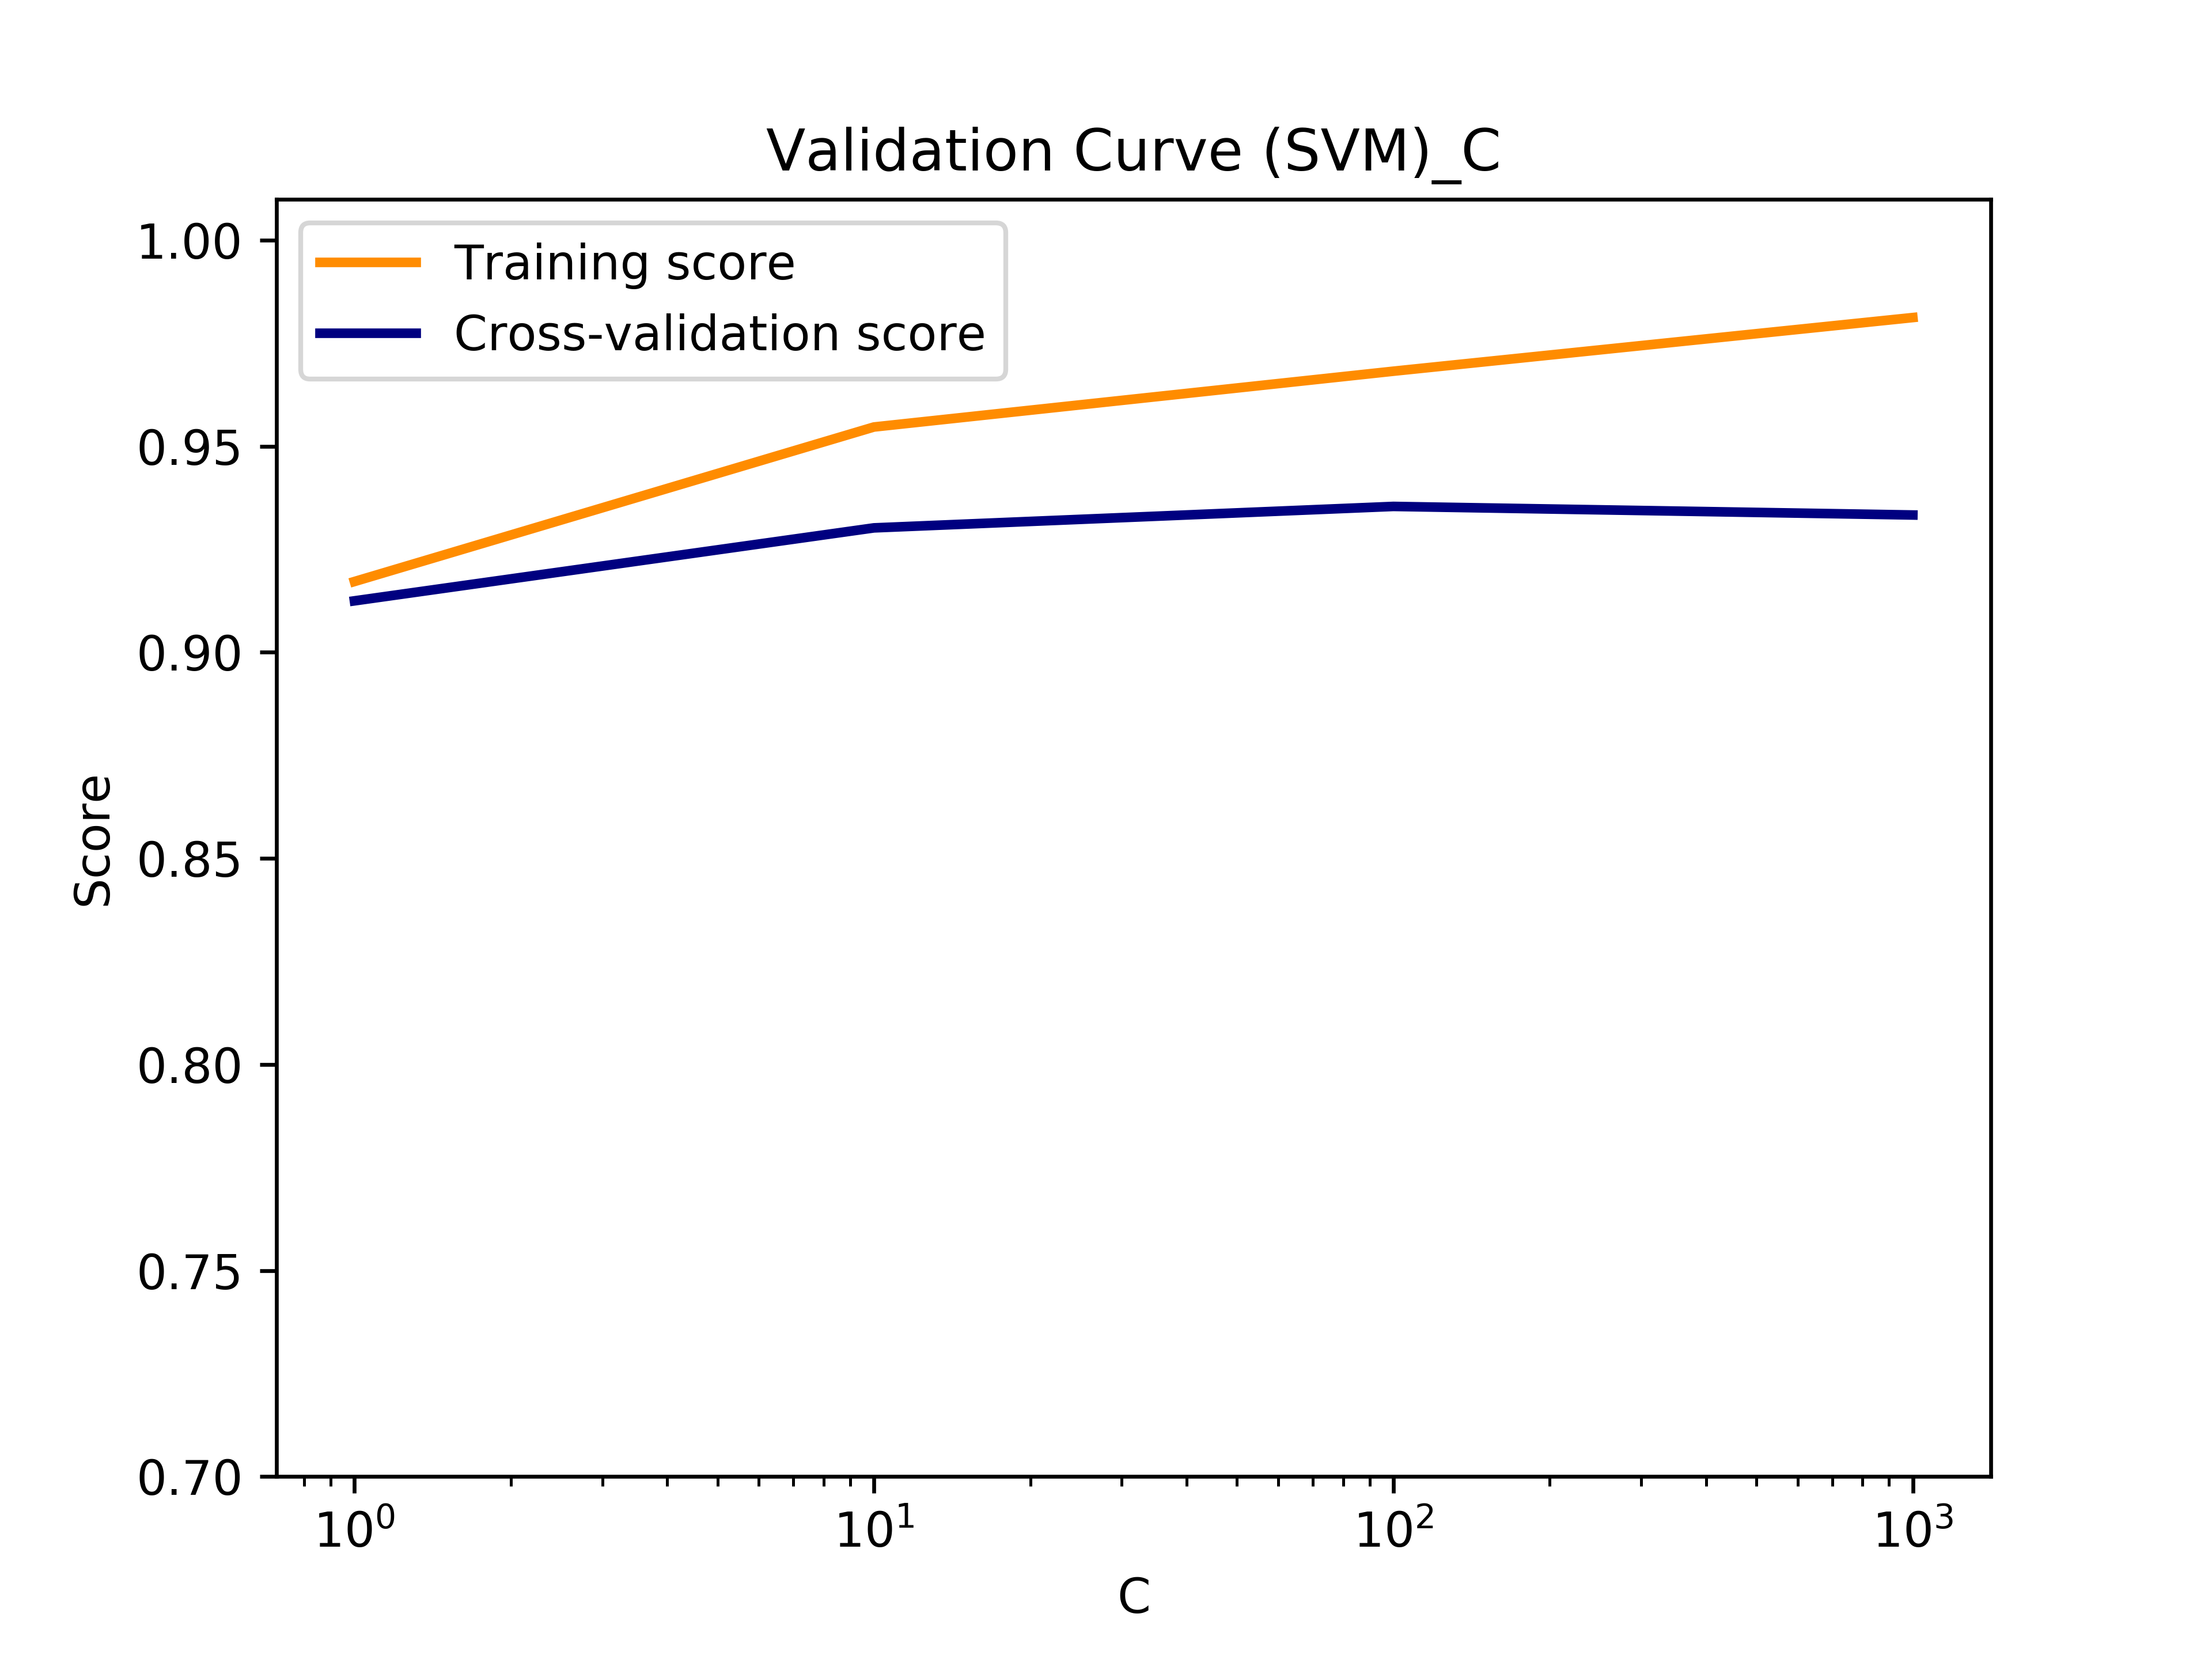 Validation Curve (SVM)_C
Training score
Cross-validation score
1.00
0.95
0.90
0.85
0.80
0.75
0.70
Score
10⁰ 10¹ 10² 10³
C